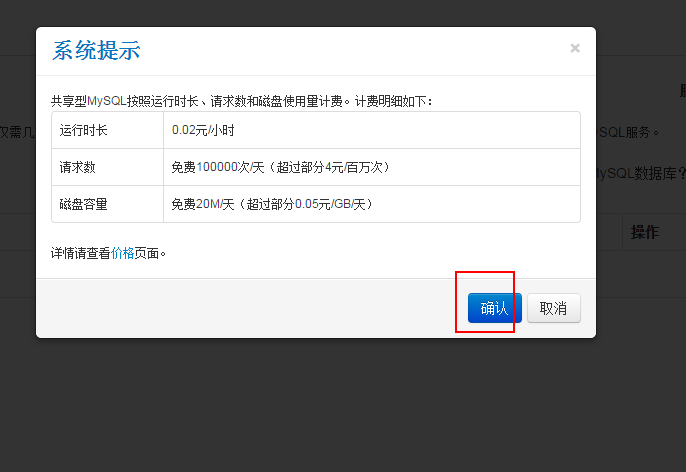 系统提示 ×
共享型MySQL按照运行时长、请求数和磁盘使用量计费。计费明细如下：
运行时长 0.02元/小时
请求数 免费100000次/天（超过部分4元/百万次）
磁盘容量 免费20M/天（超过部分0.05元/GB/天）
详情请查看价格页面。
确认 取消
仅需几
SQL服务。
MySQL数据库？
操作